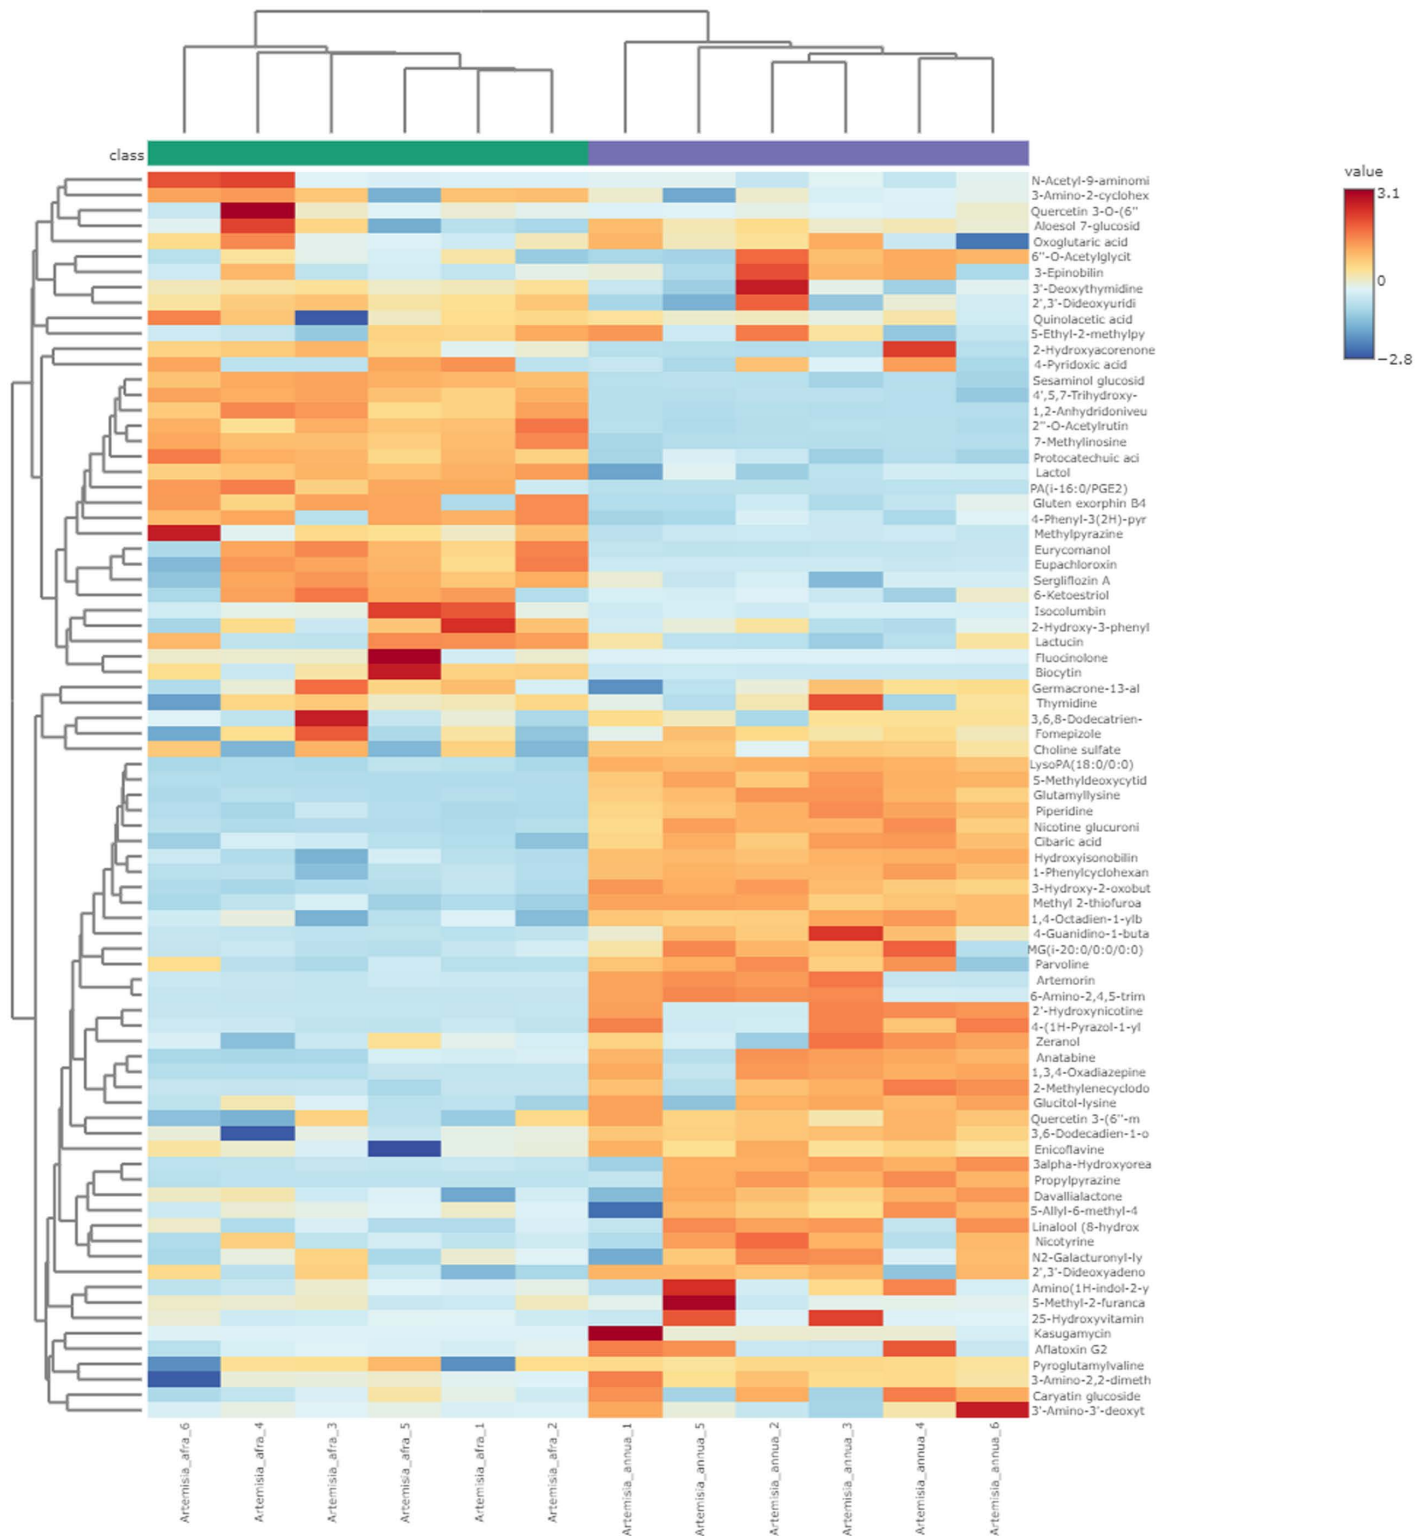 class
value
3.1
0
−2.8
N-Acetyl-9-aminomi
3-Amino-2-cyclohex
Quercetin 3-O-(6''
Aloesol 7-glucosid
Oxoglutaric acid
6''-O-Acetylglycit
3-Epinobilin
3'-Deoxythymidine
2',3'-Dideoxyuridi
Quinolacetic acid
5-Ethyl-2-methylpy
2-Hydroxyacorenone
4-Pyridoxic acid
Sesaminol glucosid
4',5,7-Trihydroxy-
1,2-Anhydridoniveu
2''-O-Acetylrutin
7-Methylinosine
Protocatechuic aci
Lactol
PA(i-16:0/PGE2)
Gluten exorphin B4
4-Phenyl-3(2H)-pyr
Methylpyrazine
Eurycomanol
Eupachloroxin
Sergliflozin A
6-Ketoestriol
Isocolumbin
2-Hydroxy-3-phenyl
Lactucin
Fluocinolone
Biocytin
Germacrone-13-al
Thymidine
3,6,8-Dodecatrien-
Fomepizole
Choline sulfate
LysoPA(18:0/0:0)
5-Methyldeoxycytid
Glutamyllysine
Piperidine
Nicotine glucuroni
Cibaric acid
Hydroxyisonobilin
1-Phenylcyclohexan
3-Hydroxy-2-oxobut
Methyl 2-thiofuroa
1,4-Octadien-1-ylb
4-Guanidino-1-buta
MG(i-20:0/0:0/0:0)
Parvoline
Artemorin
6-Amino-2,4,5-trim
2'-Hydroxynicotine
4-(1H-Pyrazol-1-yl
Zeranol
Anatabine
1,3,4-Oxadiazepine
2-Methylenecyclodo
Glucitol-lysine
Quercetin 3-(6''-m
3,6-Dodecadien-1-o
Enicoflavine
3alpha-Hydroxyorea
Propylpyrazine
Davallialactone
5-Allyl-6-methyl-4
Linalool (8-hydrox
Nicotyrine
N2-Galacturonyl-ly
2',3'-Dideoxyadeno
Amino(1H-indol-2-y
5-Methyl-2-furanca
25-Hydroxyvitamin
Kasugamycin
Aflatoxin G2
Pyroglutamylvaline
3-Amino-2,2-dimeth
Caryatin glucoside
3'-Amino-3'-deoxyt
Artemisia_afra_6
Artemisia_afra_4
Artemisia_afra_3
Artemisia_afra_5
Artemisia_afra_1
Artemisia_afra_2
Artemisia_annua_1
Artemisia_annua_5
Artemisia_annua_2
Artemisia_annua_3
Artemisia_annua_4
Artemisia_annua_6